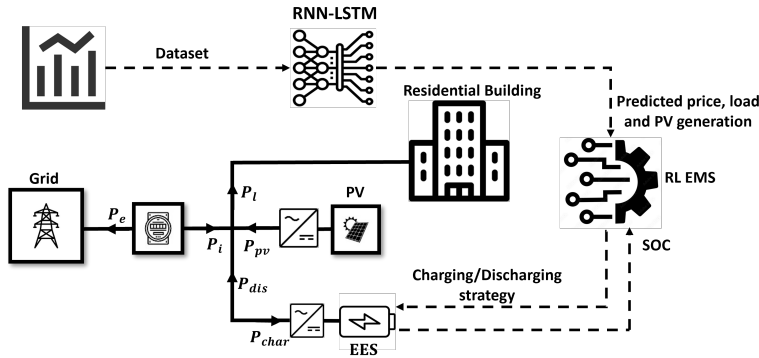 RNN-LSTM
Dataset
Residential Building
Predicted price, load
and PV generation
RL EMS
Grid
P_e
P_l
PV
P_i
P_pv
SOC
P_dis
Charging/Discharging
strategy
P_char
EES